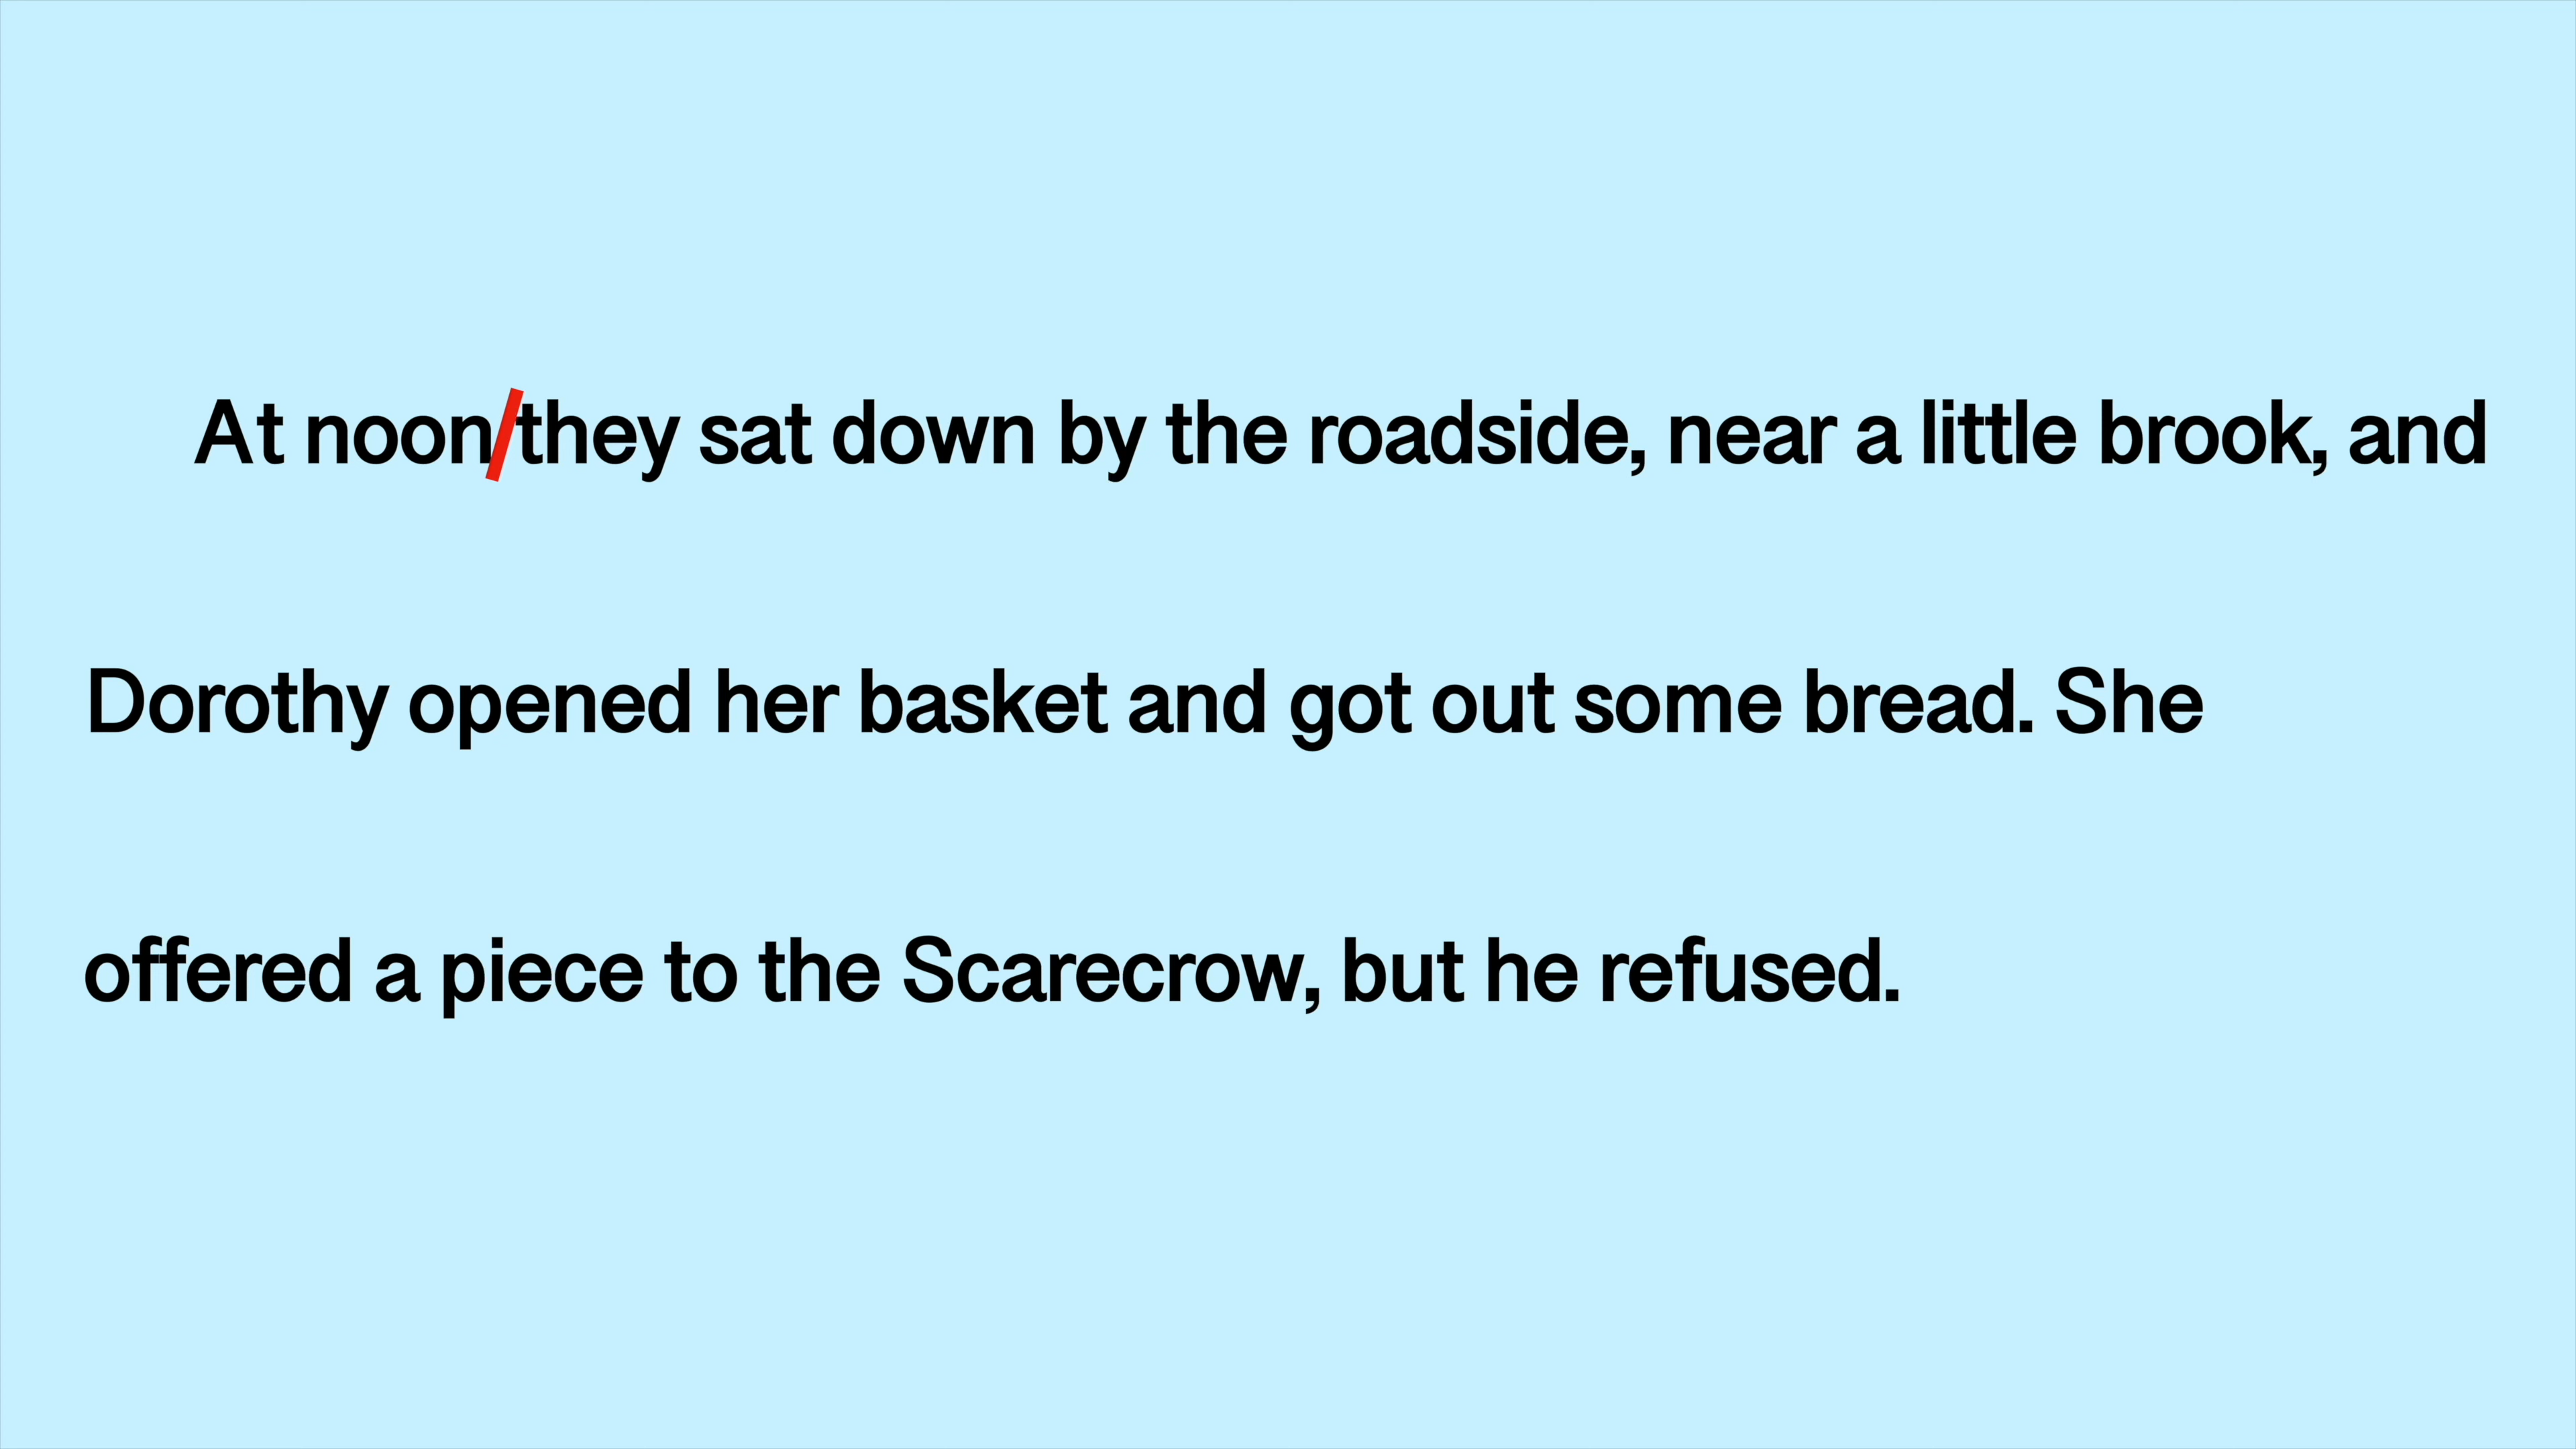 At noon/they sat down by the roadside, near a little brook, and
Dorothy opened her basket and got out some bread. She
offered a piece to the Scarecrow, but he refused.